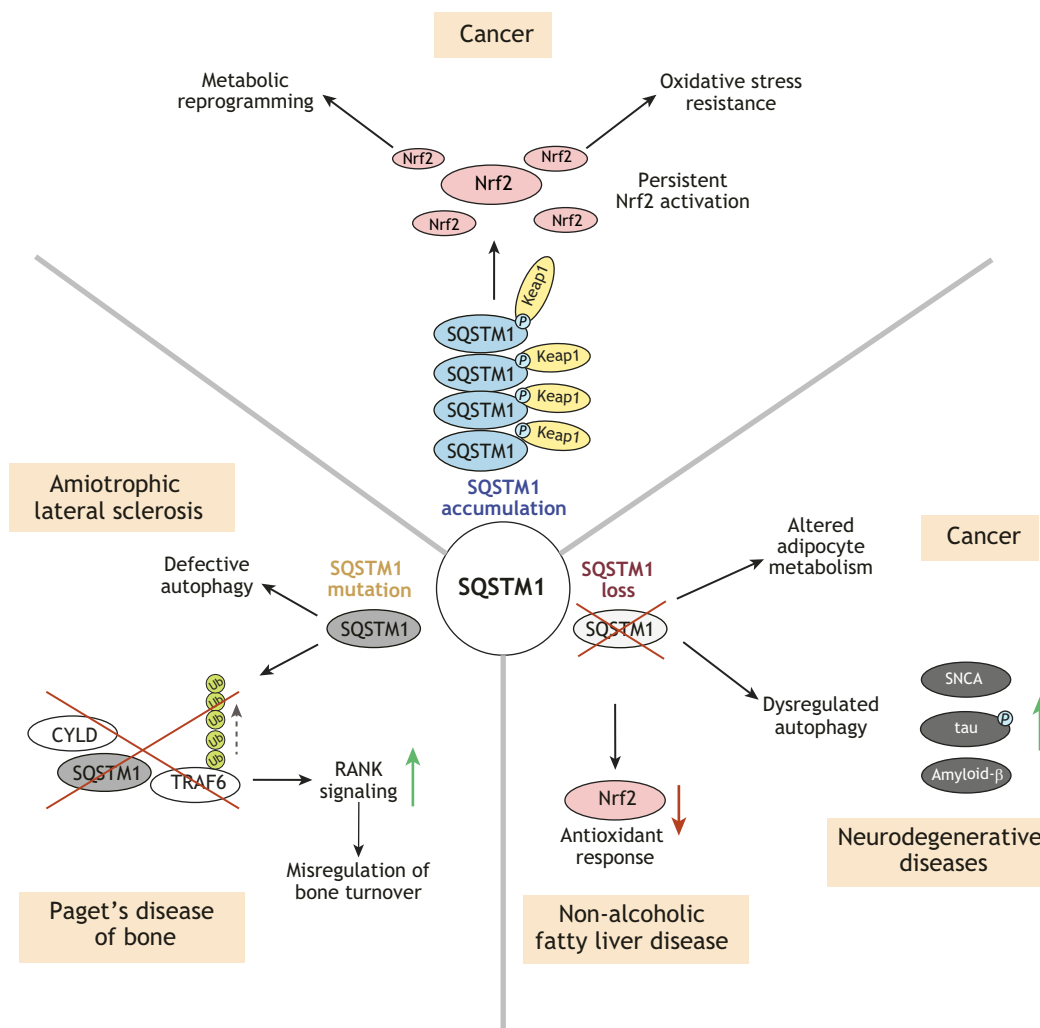 Cancer
Metabolic
reprogramming
Oxidative stress
resistance
Nrf2
Nrf2
Nrf2
Nrf2
Nrf2
Persistent
Nrf2 activation
Keap1
P
SQSTM1
P
Keap1
SQSTM1
P
Keap1
SQSTM1
P
Keap1
SQSTM1
SQSTM1
accumulation
SQSTM1
Amiotrophic
lateral sclerosis
Defective
autophagy
SQSTM1
mutation
SQSTM1
Ub
Ub
Ub
Ub
Ub
CYLD
SQSTM1
TRAF6
RANK
signaling
Misregulation of
bone turnover
Paget's disease
of bone
SQSTM1
loss
SQSTM1
Altered
adipocyte
metabolism
Cancer
Dysregulated
autophagy
SNCA
tau
P
Amyloid-β
Neurodegenerative
diseases
Nrf2
Antioxidant
response
Non-alcoholic
fatty liver disease